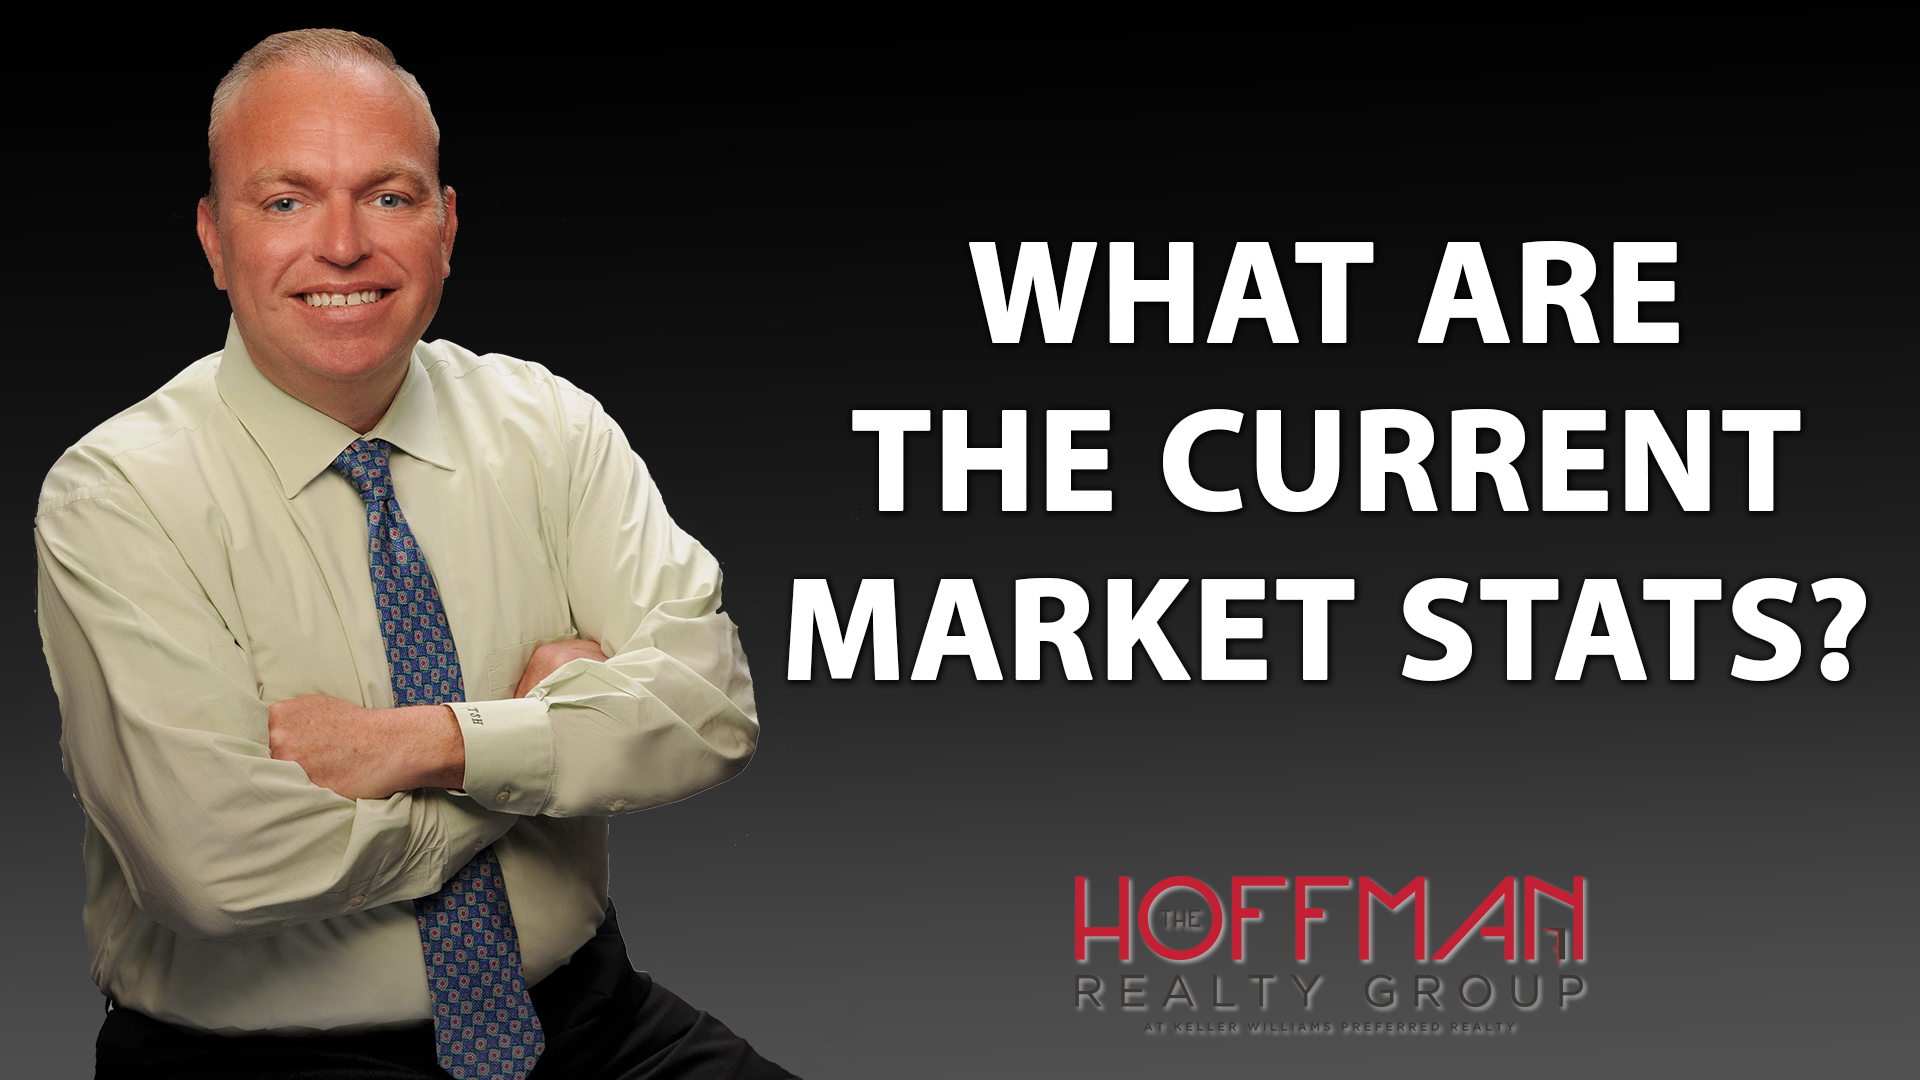 WHAT ARE
THE CURRENT
MARKET STATS?
TSH
THE HOFFMAN
REALTY GROUP
AT KELLER WILLIAMS PREFERRED REALTY